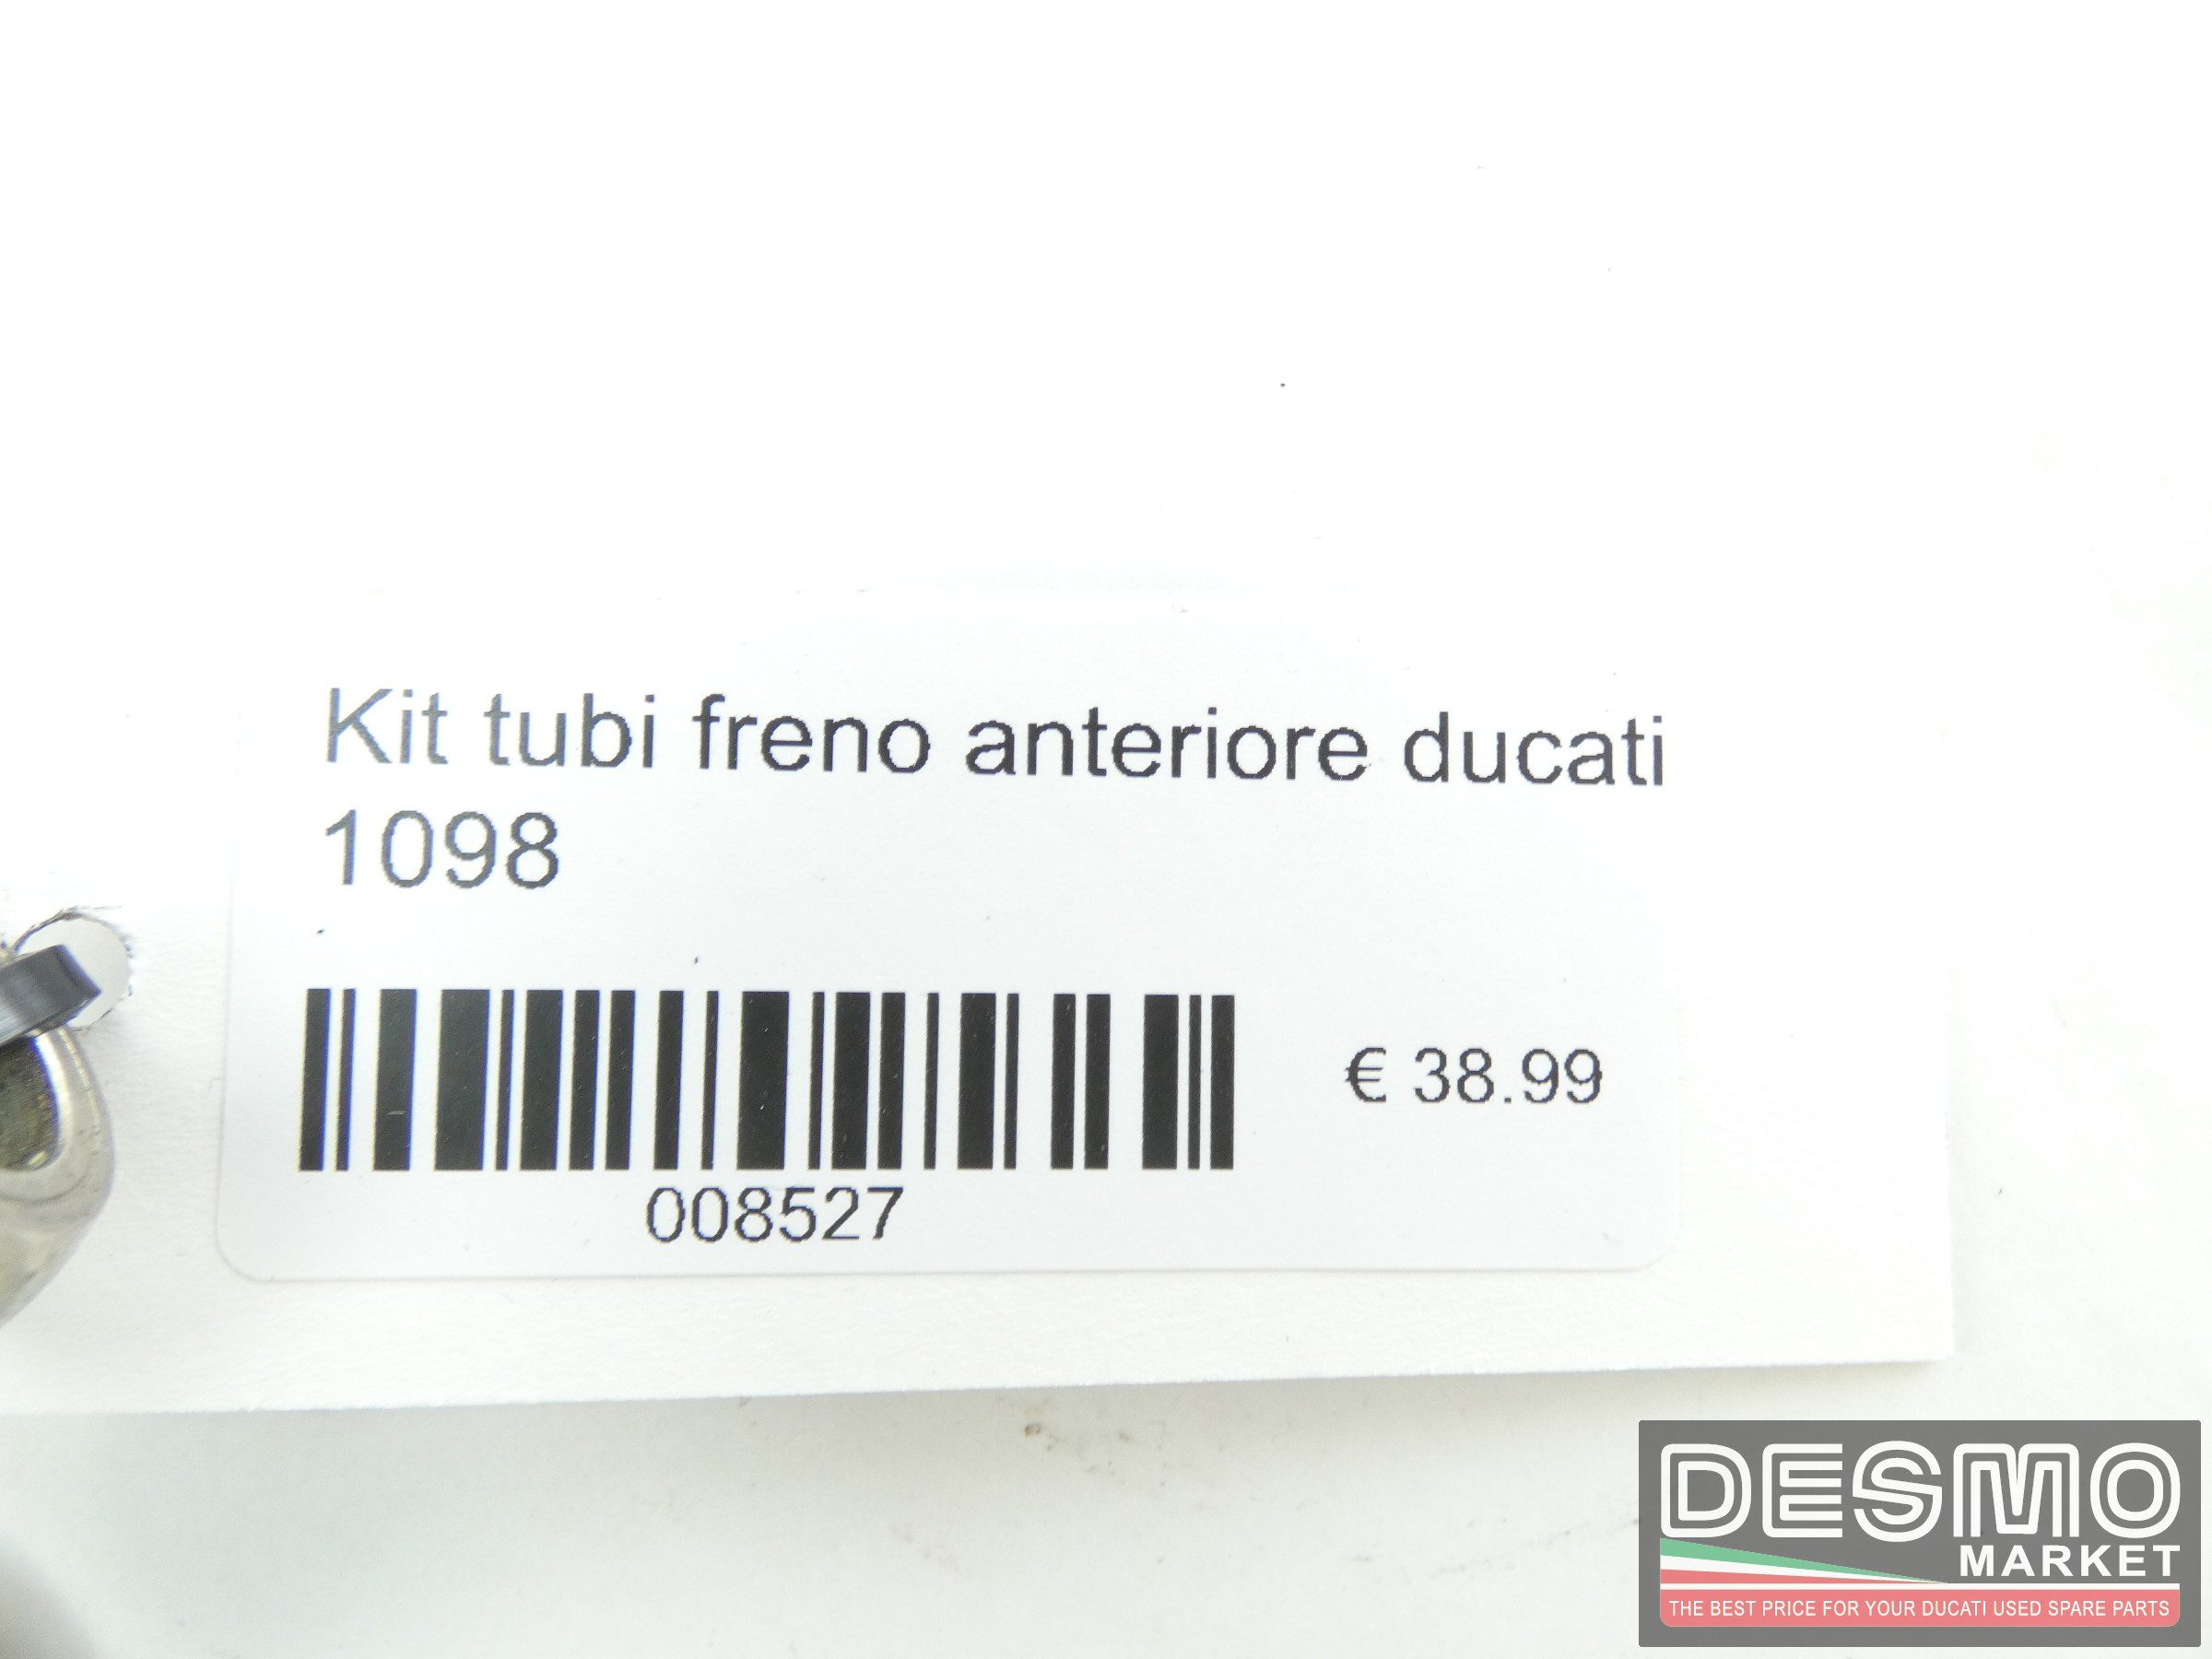 Kit tubi freno anteriore ducati
1098
€ 38.99
008527
DESMO
MARKET
THE BEST PRICE FOR YOUR DUCATI USED SPARE PARTS